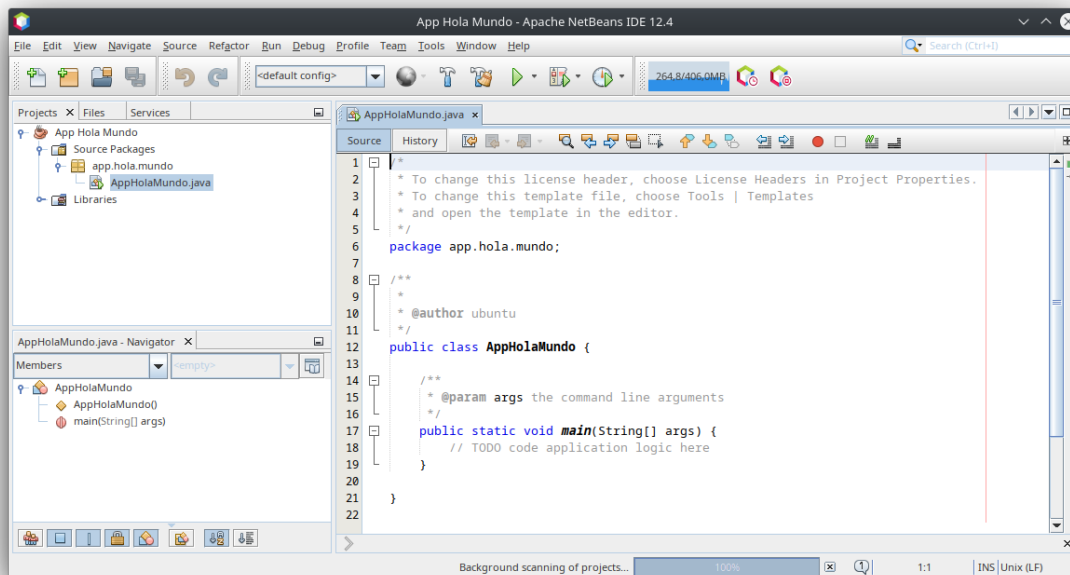 App Hola Mundo - Apache NetBeans IDE 12.4
File Edit View Navigate Source Refactor Run Debug Profile Team Tools Window Help
Search (Ctrl+I)
<default config>
264.8/406.0MB
Projects Files Services
App Hola Mundo
Source Packages
app.hola.mundo
AppHolaMundo.java
Libraries
AppHolaMundo.java - Navigator
Members
<empty>
AppHolaMundo
AppHolaMundo()
main(String[] args)
AppHolaMundo.java
Source History
1 /*
2 * To change this license header, choose License Headers in Project Properties.
3 * To change this template file, choose Tools | Templates
4 * and open the template in the editor.
5 */
6 package app.hola.mundo;
7
8 /**
9 *
10 * @author ubuntu
11 */
12 public class AppHolaMundo {
13
14 /**
15 * @param args the command line arguments
16 */
17 public static void main(String[] args) {
18 // TODO code application logic here
19 }
20
21 }
22
Background scanning of projects... 100% 1 1:1 INS Unix (LF)